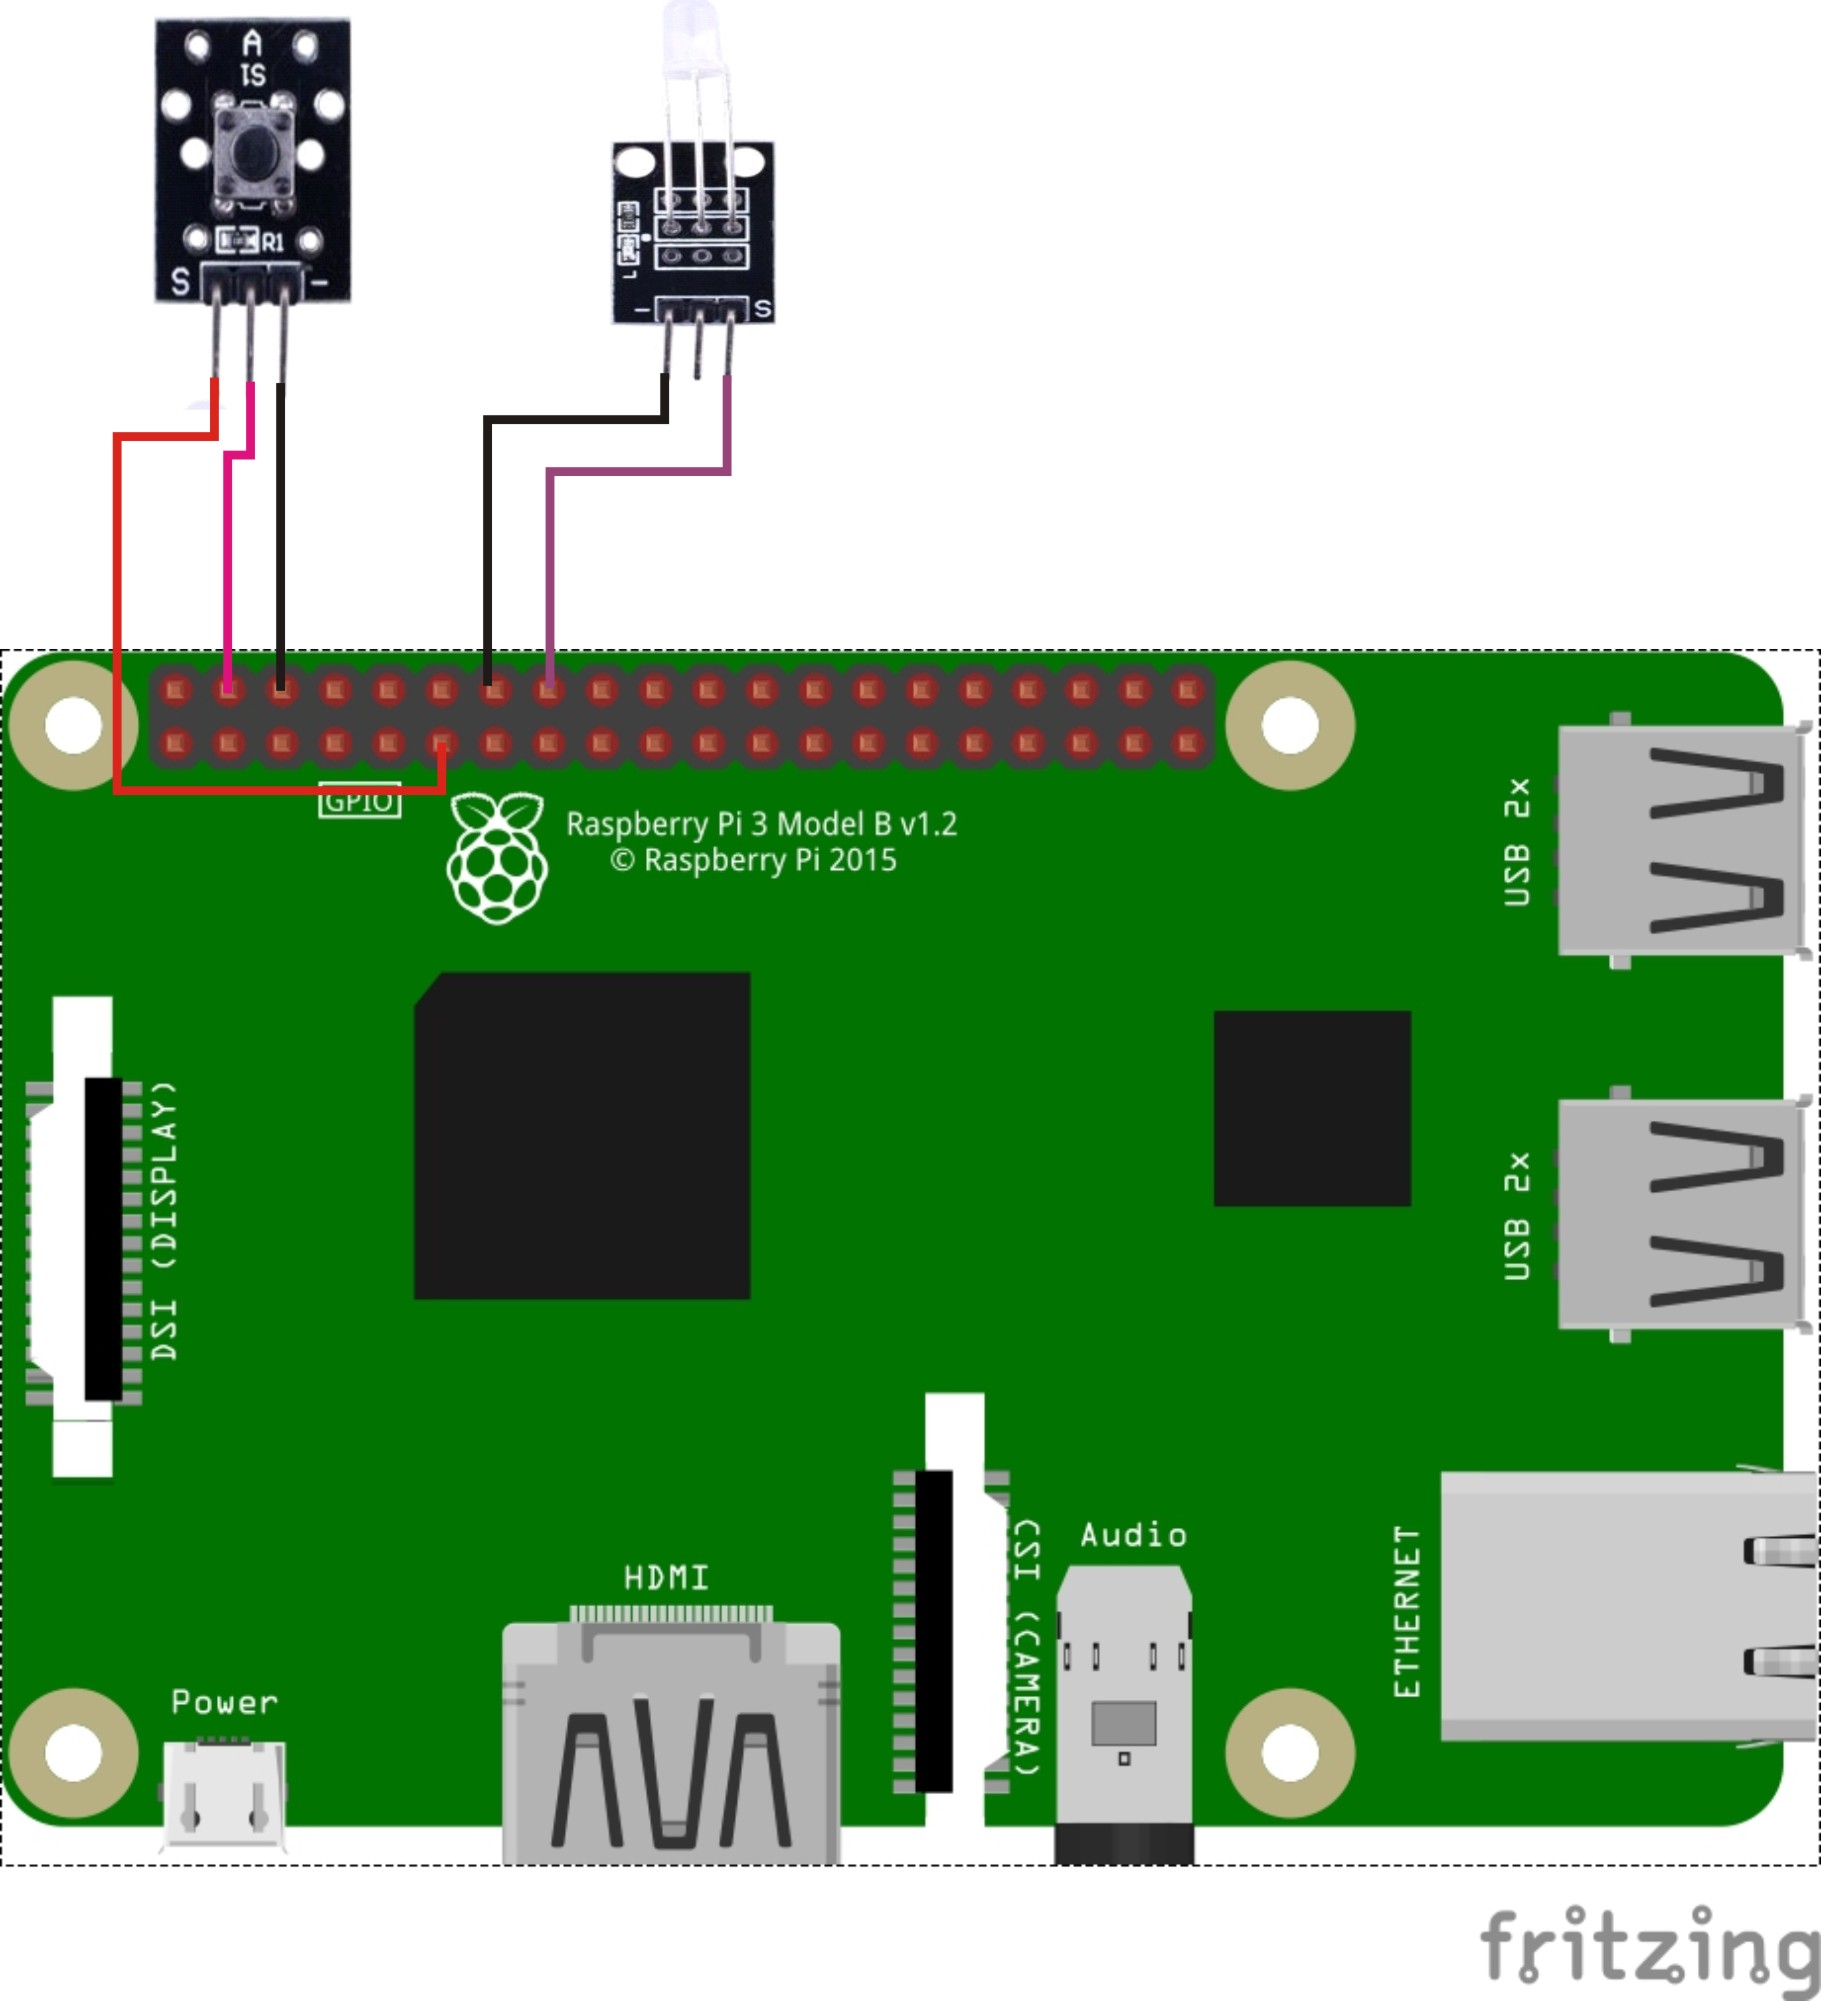 A
S1
R1
S -
L
- S
GPIO
Raspberry Pi 3 Model B v1.2
© Raspberry Pi 2015
USB 2x
DSI (DISPLAY)
USB 2x
CSI (CAMERA)
Audio
ETHERNET
HDMI
Power
fritzing